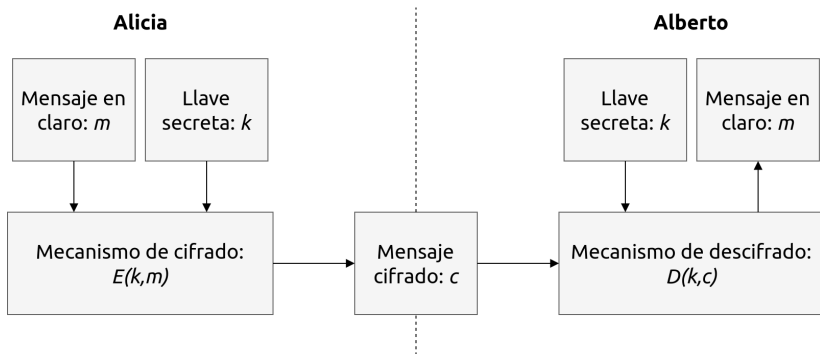 Alicia
Alberto
Mensaje en
claro: m
Llave
secreta: k
Llave
secreta: k
Mensaje en
claro: m
Mecanismo de cifrado:
E(k,m)
Mensaje
cifrado: c
Mecanismo de descifrado:
D(k,c)